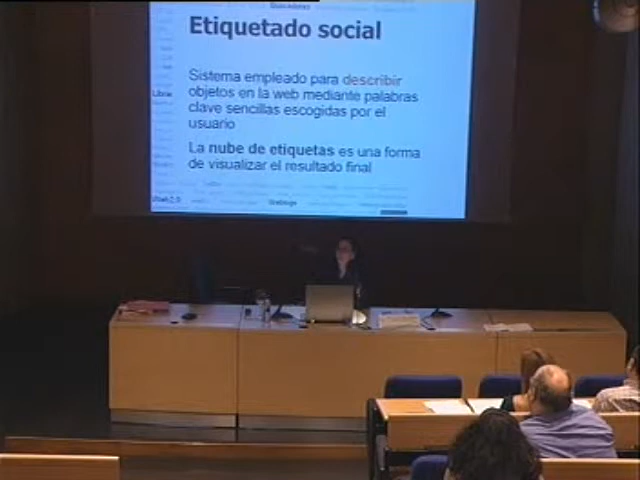 Etiquetado social
Sistema empleado para describir
objetos en la web mediante palabras
clave sencillas escogidas por el
usuario
La nube de etiquetas es una forma
de visualizar el resultado final